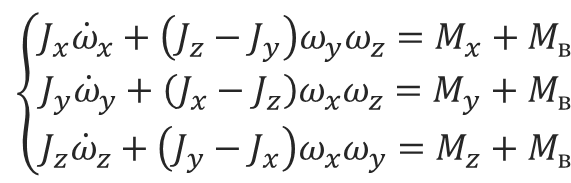 J_x ω̇_x + (J_z − J_y)ω_y ω_z = M_x + M_в
J_y ω̇_y + (J_x − J_z)ω_x ω_z = M_y + M_в
J_z ω̇_z + (J_y − J_x)ω_x ω_y = M_z + M_в